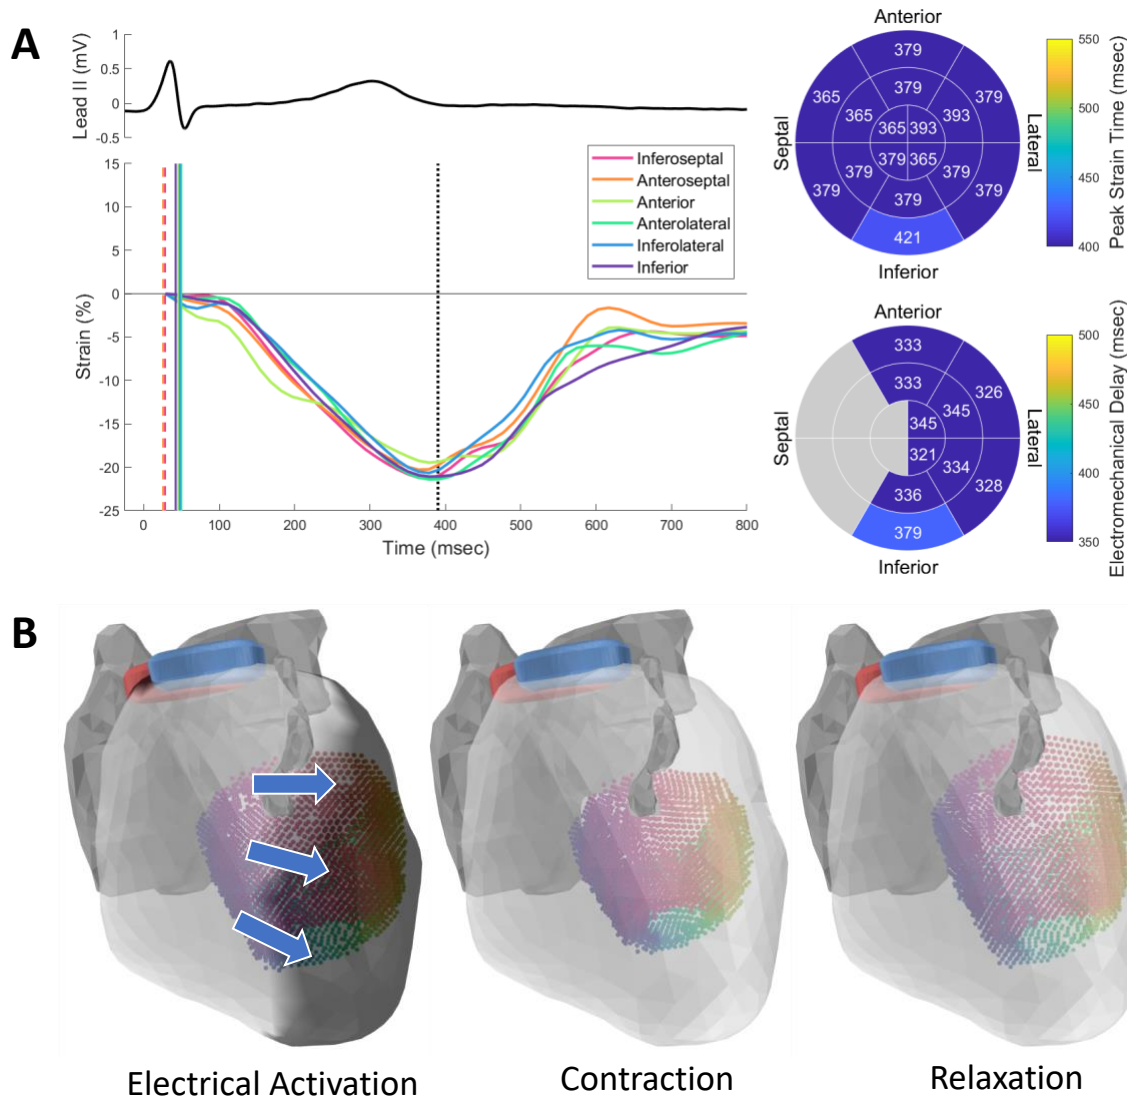 A
Lead II (mV)
1
0.5
0
-0.5
15
10
5
0
-5
-10
-15
-20
-25
Strain (%)
0
100
200
300
400
500
600
700
800
Time (msec)
Inferoseptal
Anteroseptal
Anterior
Anterolateral
Inferolateral
Inferior
Anterior
379
365 379 379
365 393
365 393
379 365
379 379
379 379 379
421
Septal
Lateral
Inferior
550
500
450
400
Peak Strain Time (msec)
Anterior
333
333 326
345 345
321 334
336 328
379
Septal
Lateral
Inferior
500
450
400
350
Electromechanical Delay (msec)
B
Electrical Activation
Contraction
Relaxation